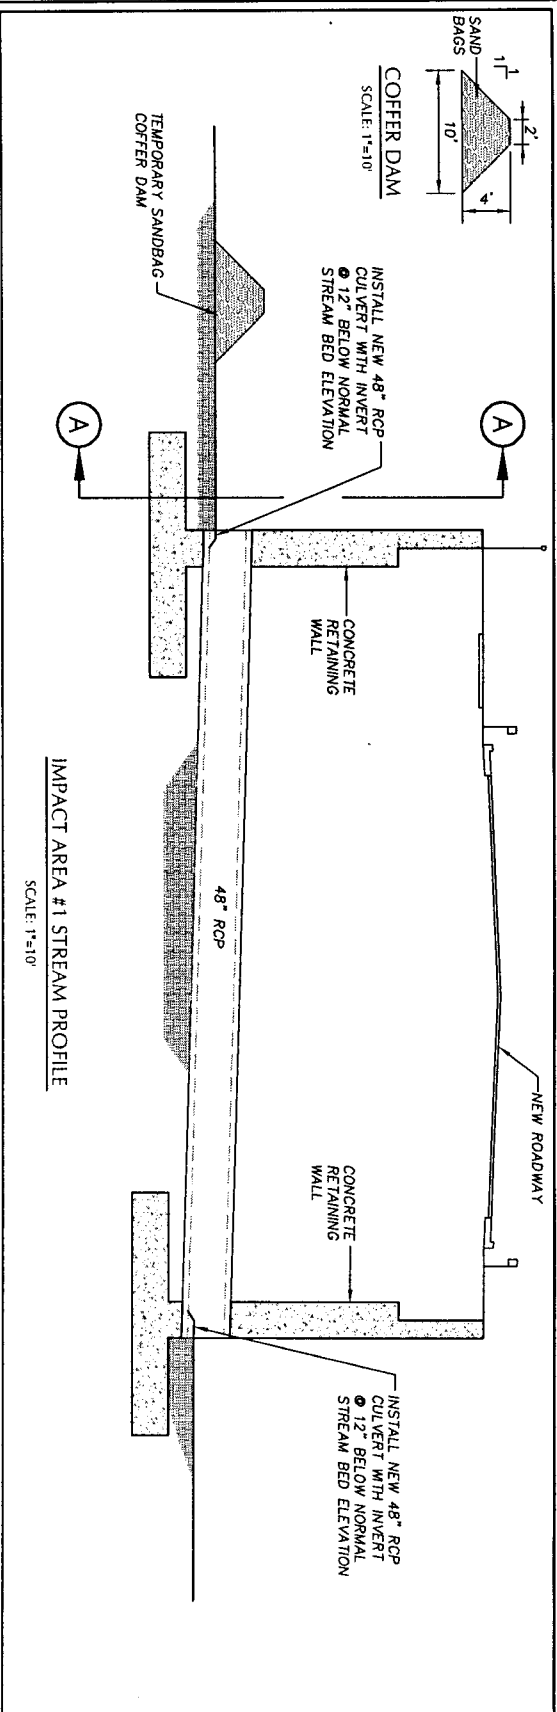 SAND
BAGS
1
1
2'
10'
4'
COFFER DAM
SCALE: 1"=10'
TEMPORARY SANDBAG
COFFER DAM
INSTALL NEW 48" RCP
CULVERT WITH INVERT
@ 12" BELOW NORMAL
STREAM BED ELEVATION
A
A
CONCRETE
RETAINING
WALL
48" RCP
NEW ROADWAY
CONCRETE
RETAINING
WALL
INSTALL NEW 48" RCP
CULVERT WITH INVERT
@ 12" BELOW NORMAL
STREAM BED ELEVATION
IMPACT AREA #1 STREAM PROFILE
SCALE: 1"=10'